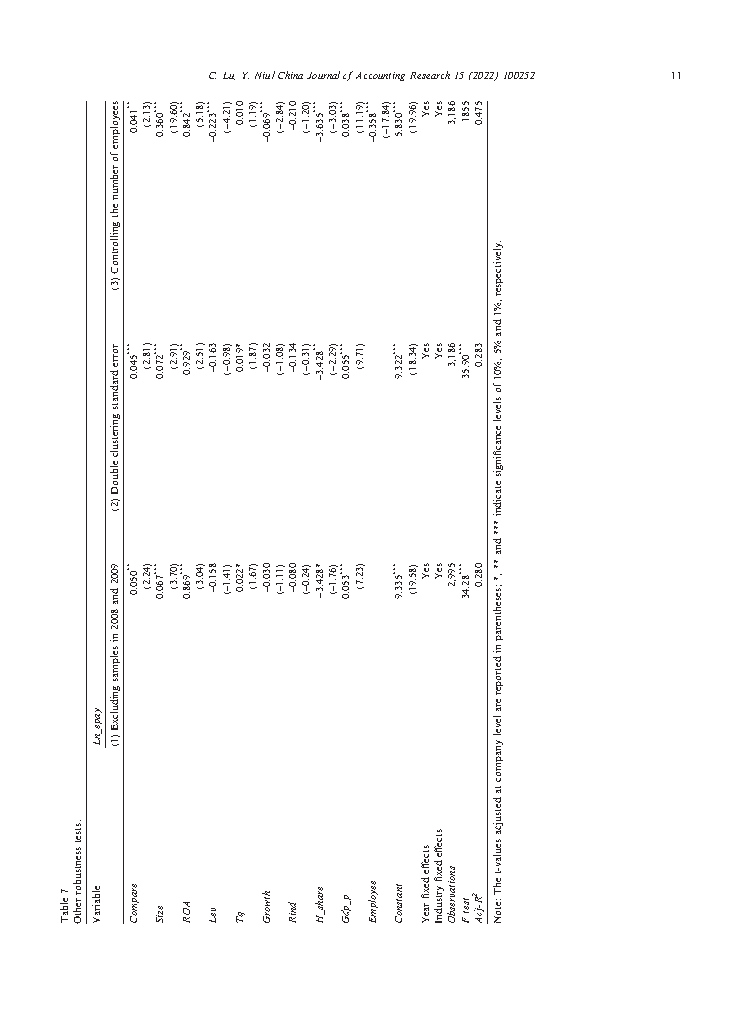 C. Lu, Y. Niu/China Journal of Accounting Research 15 (2022) 100252 11
Table 7
Other robustness tests.
Variable Ln_spay
(1) Excluding samples in 2008 and 2009 (2) Double clustering standard error (3) Controlling the number of employees
Compare 0.050** 0.045*** 0.041**
(2.24) (2.81) (2.13)
Size 0.067*** 0.072*** 0.360***
(3.70) (2.91) (19.60)
ROA 0.869*** 0.929** 0.842***
(3.04) (2.51) (5.18)
Lev −0.158 −0.163 −0.223***
(−1.41) (−0.98) (−4.21)
Tq 0.022* 0.019* 0.010
(1.67) (1.87) (1.19)
Growth −0.030 −0.032 −0.069***
(−1.11) (−1.08) (−2.84)
Rind −0.080 −0.134 −0.210
(−0.24) (−0.31) (−1.20)
H_share −3.428* −3.428** −3.635***
(−1.76) (−2.29) (−3.03)
Gdp_p 0.053*** 0.055*** 0.038***
(7.23) (9.71) (11.19)
Employee −0.358***
(−17.84)
Constant 9.335*** 9.322*** 5.830***
(19.58) (18.34) (19.96)
Year fixed effects Yes Yes Yes
Industry fixed effects Yes Yes Yes
Observations 2,995 3,186 3,186
F test 34.28*** 35.90*** 1855
Adj-R² 0.280 0.283 0.475
Note: The t-values adjusted at company level are reported in parentheses; *, ** and *** indicate significance levels of 10%, 5% and 1%, respectively.